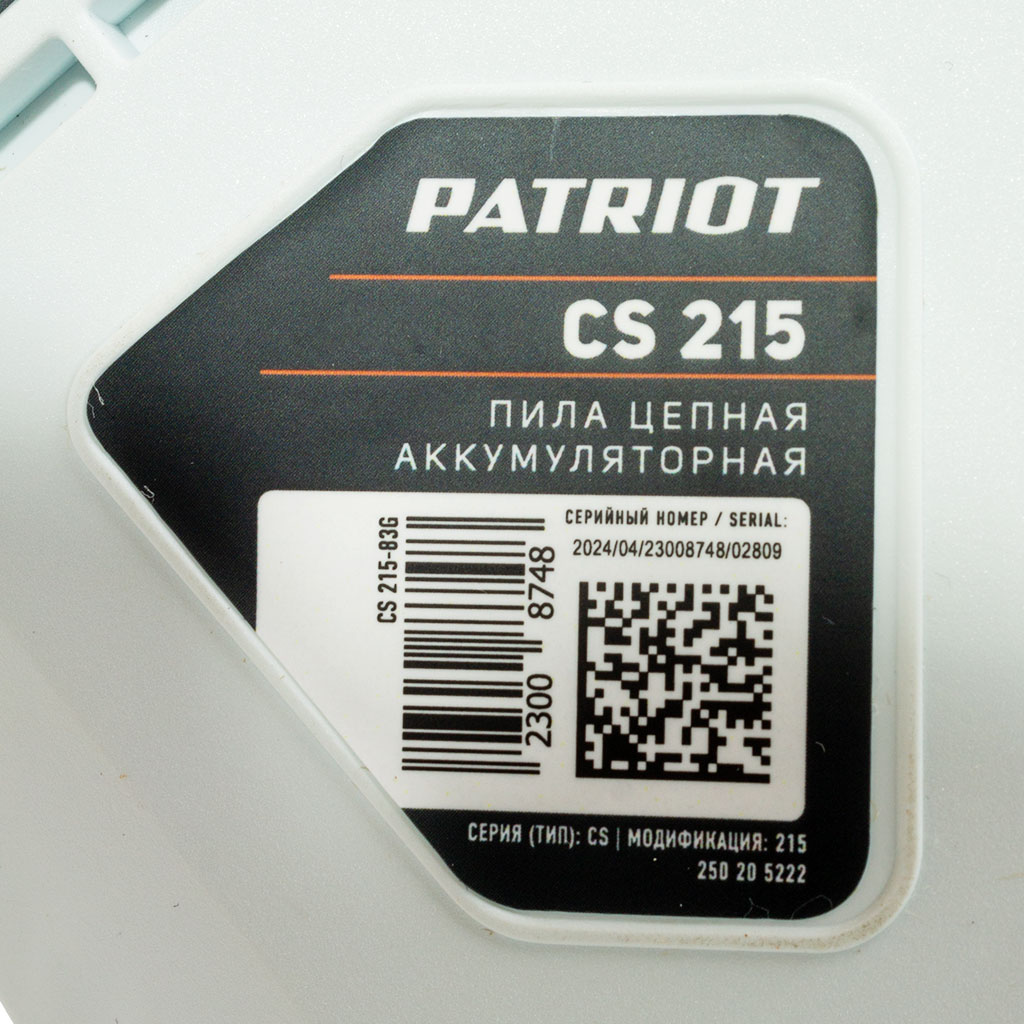 PATRIOT
CS 215
ПИЛА ЦЕПНАЯ
АККУМУЛЯТОРНАЯ
CS 215-83G
2300 8748
СЕРИЙНЫЙ НОМЕР / SERIAL:
2024/04/23008748/02809
СЕРИЯ (ТИП): CS | МОДИФИКАЦИЯ: 215
250 20 5222